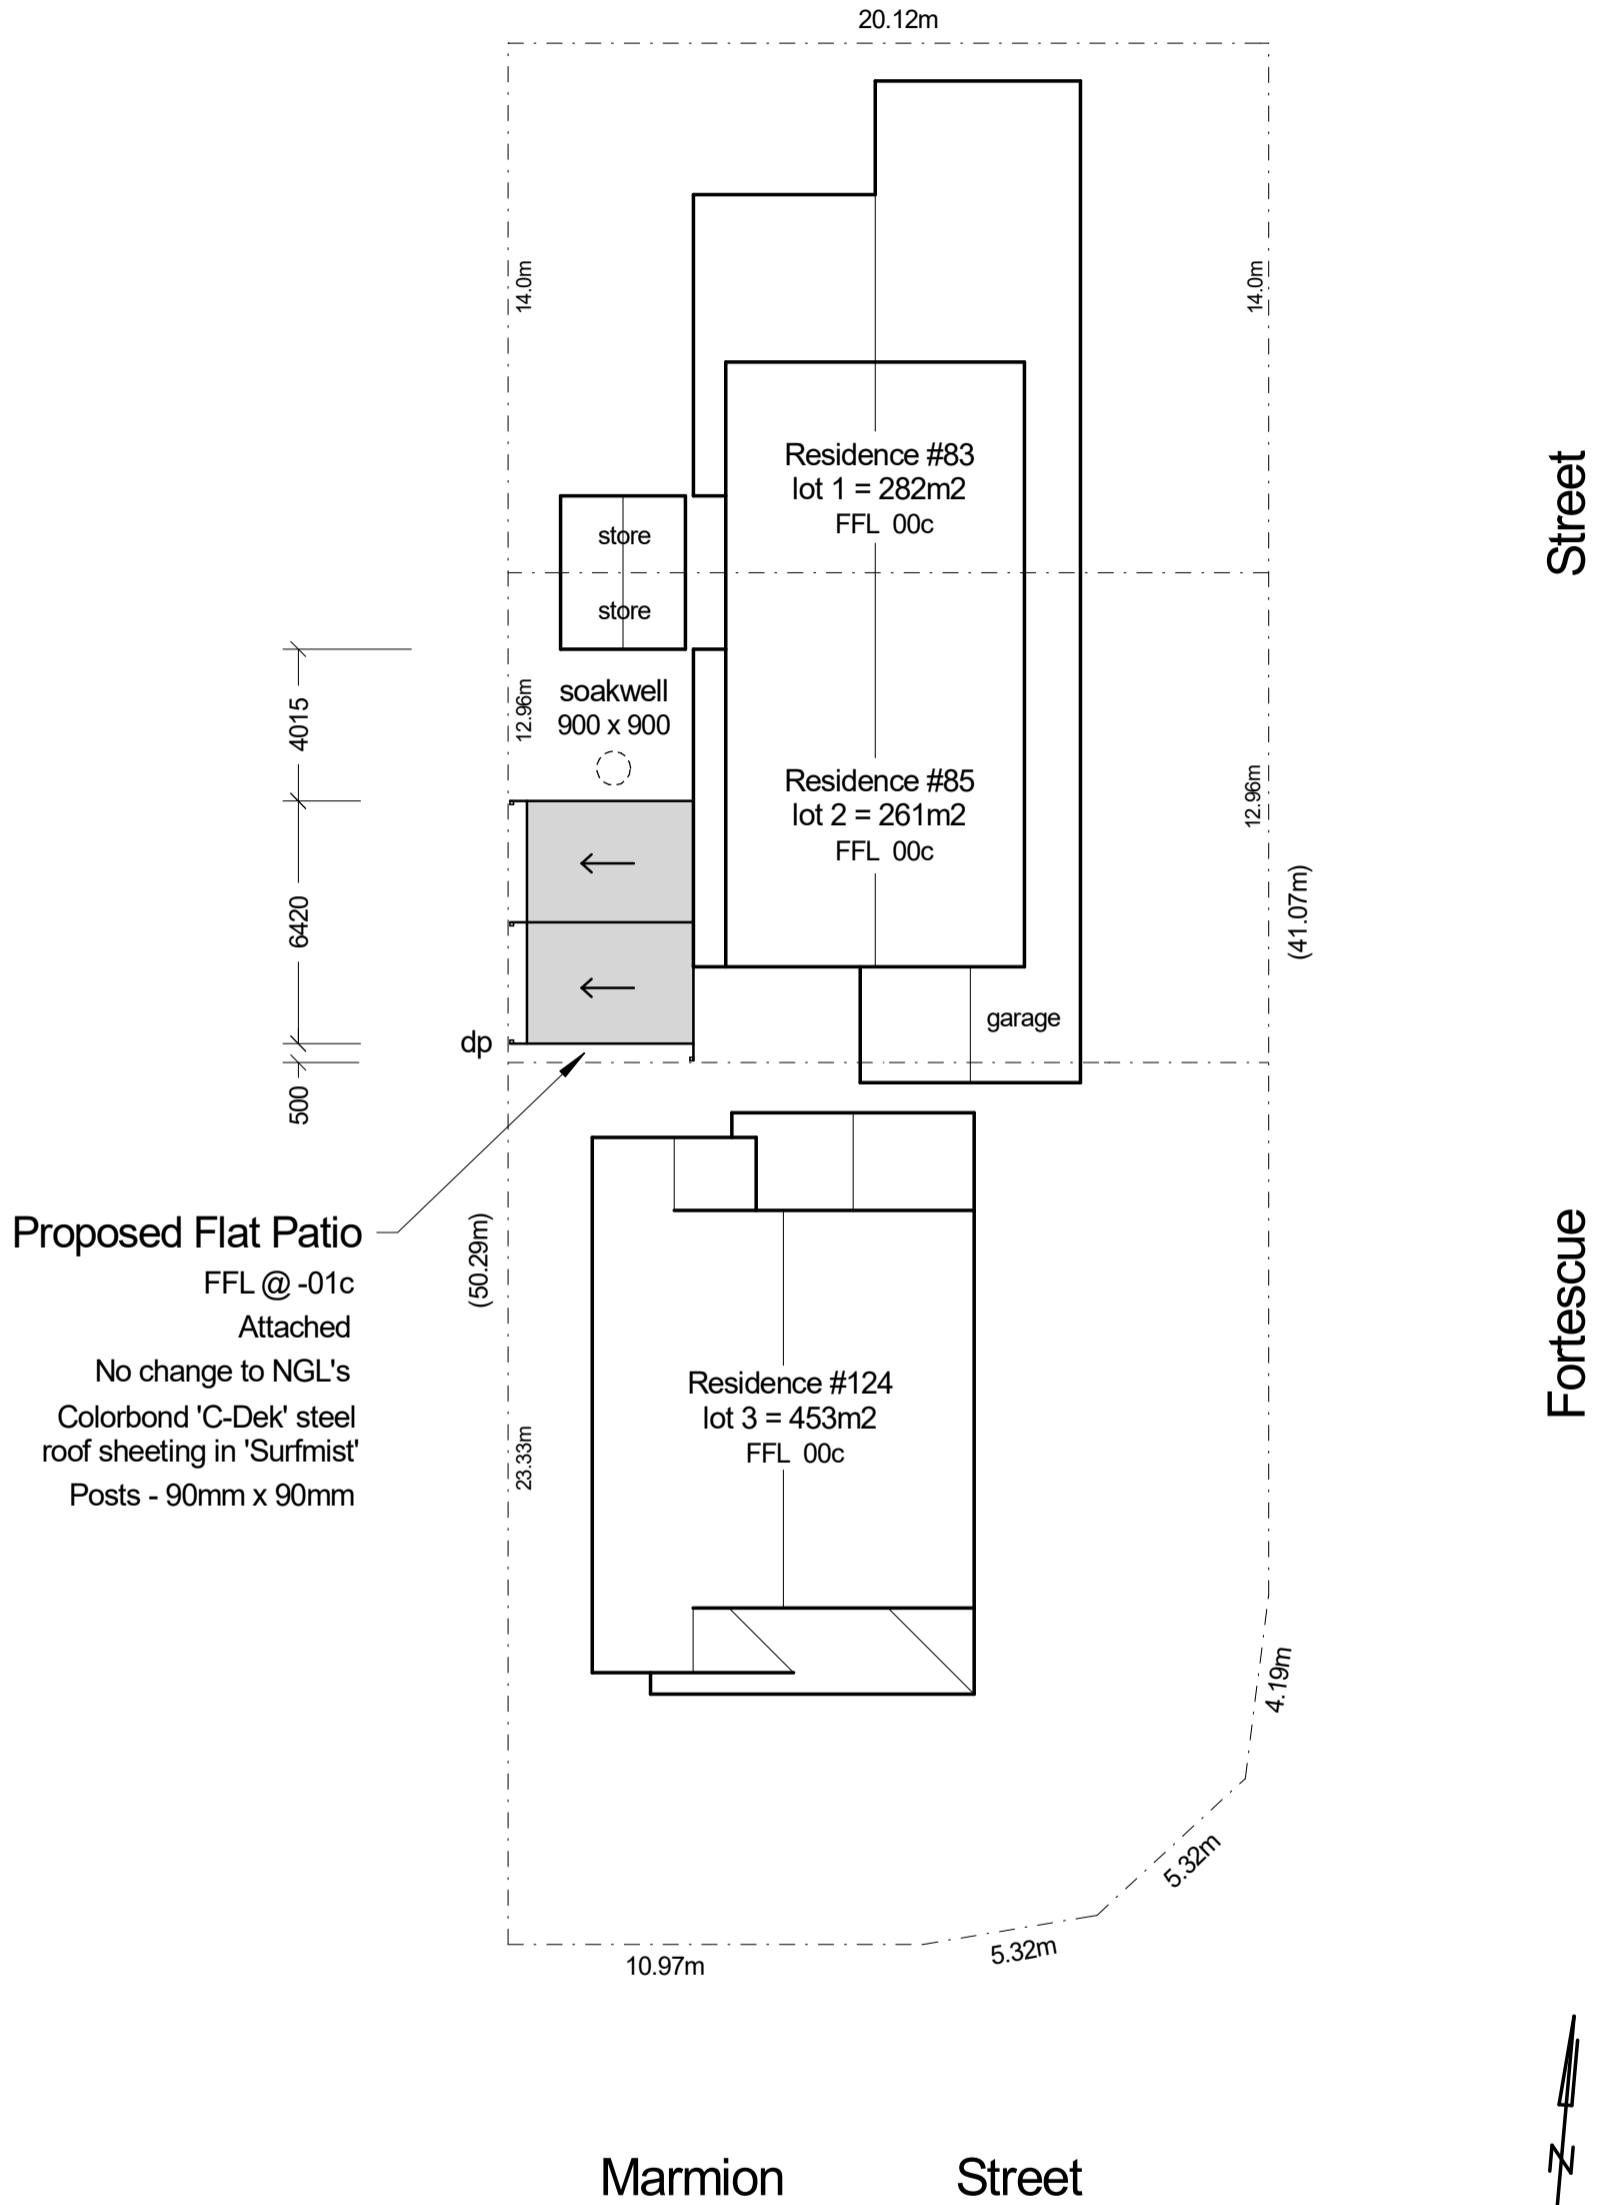 20.12m
14.0m
14.0m
Residence #83
lot 1 = 282m2
FFL 00c
Street
store
store
12.96m
soakwell
900 x 900
4015
Residence #85
lot 2 = 261m2
FFL 00c
12.96m
6420
(41.07m)
garage
dp
500
Proposed Flat Patio
FFL @ -01c
Attached
No change to NGL's
Colorbond 'C-Dek' steel
roof sheeting in 'Surfmist'
Posts - 90mm x 90mm
(50.29m)
23.33m
Residence #124
lot 3 = 453m2
FFL 00c
Fortescue
4.19m
5.32m
5.32m
10.97m
Marmion Street
N